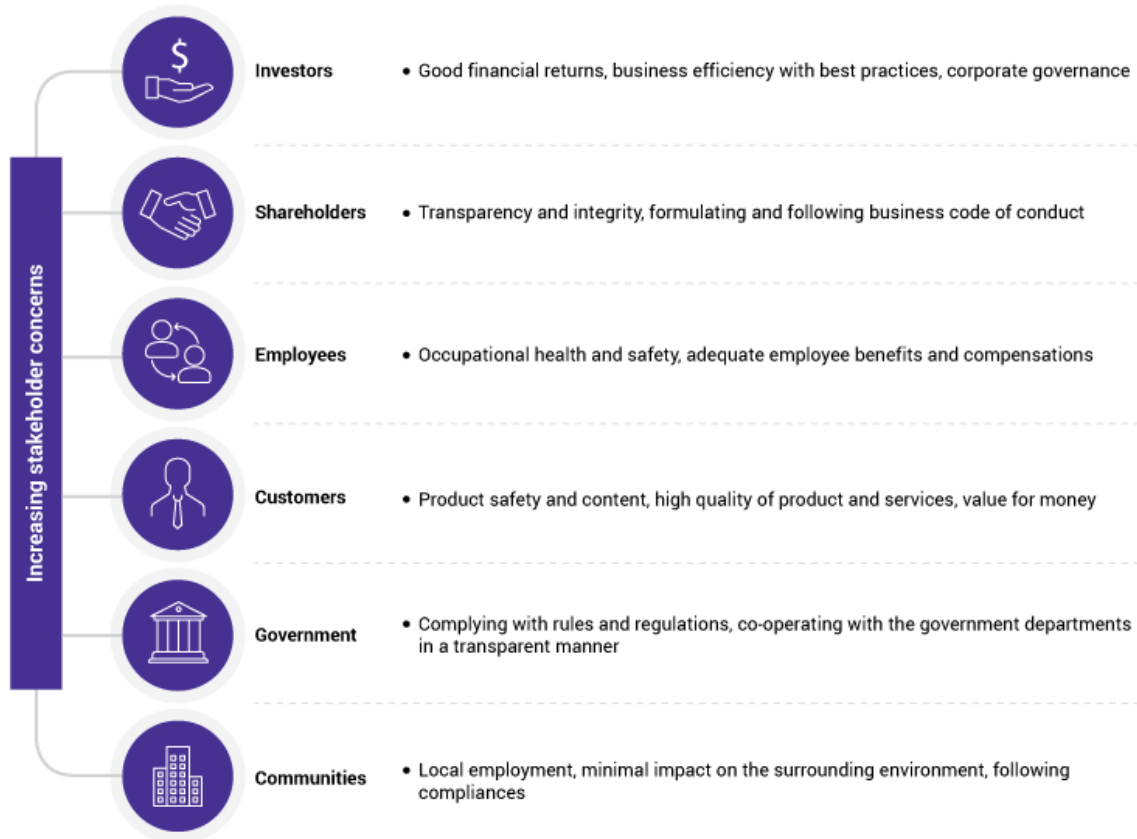 Increasing stakeholder concerns
$
Investors
• Good financial returns, business efficiency with best practices, corporate governance
Shareholders
• Transparency and integrity, formulating and following business code of conduct
Employees
• Occupational health and safety, adequate employee benefits and compensations
Customers
• Product safety and content, high quality of product and services, value for money
Government
• Complying with rules and regulations, co-operating with the government departments
in a transparent manner
Communities
• Local employment, minimal impact on the surrounding environment, following
compliances